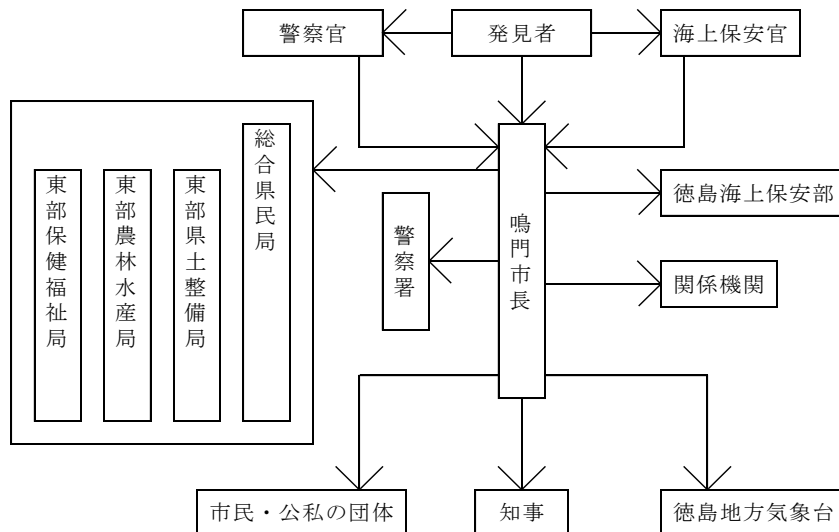 警察官
発見者
海上保安官
総合県民局
東部県土整備局
東部農林水産局
東部保健福祉局
警察署
鳴門市長
徳島海上保安部
関係機関
市民・公私の団体
知事
徳島地方気象台